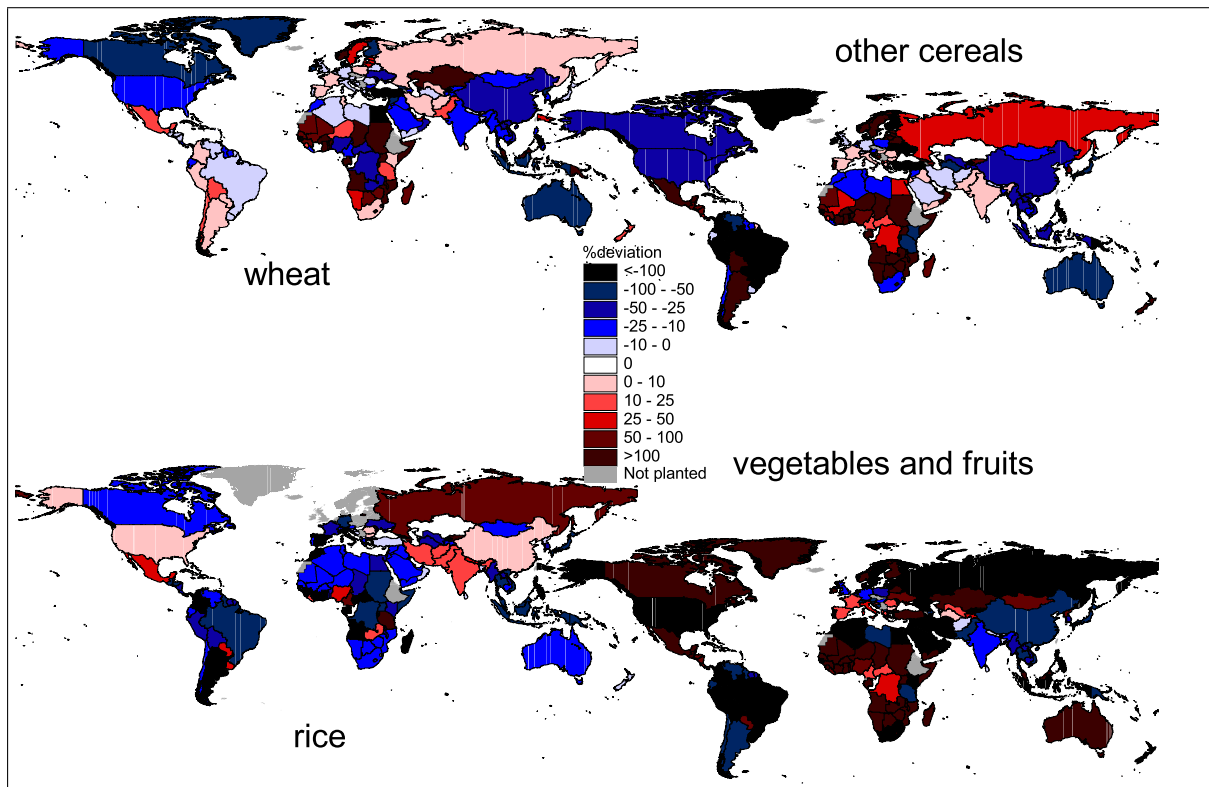 other cereals
wheat
%deviation
<-100
-100 - -50
-50 - -25
-25 - -10
-10 - 0
0
0 - 10
10 - 25
25 - 50
50 - 100
>100
Not planted
vegetables and fruits
rice